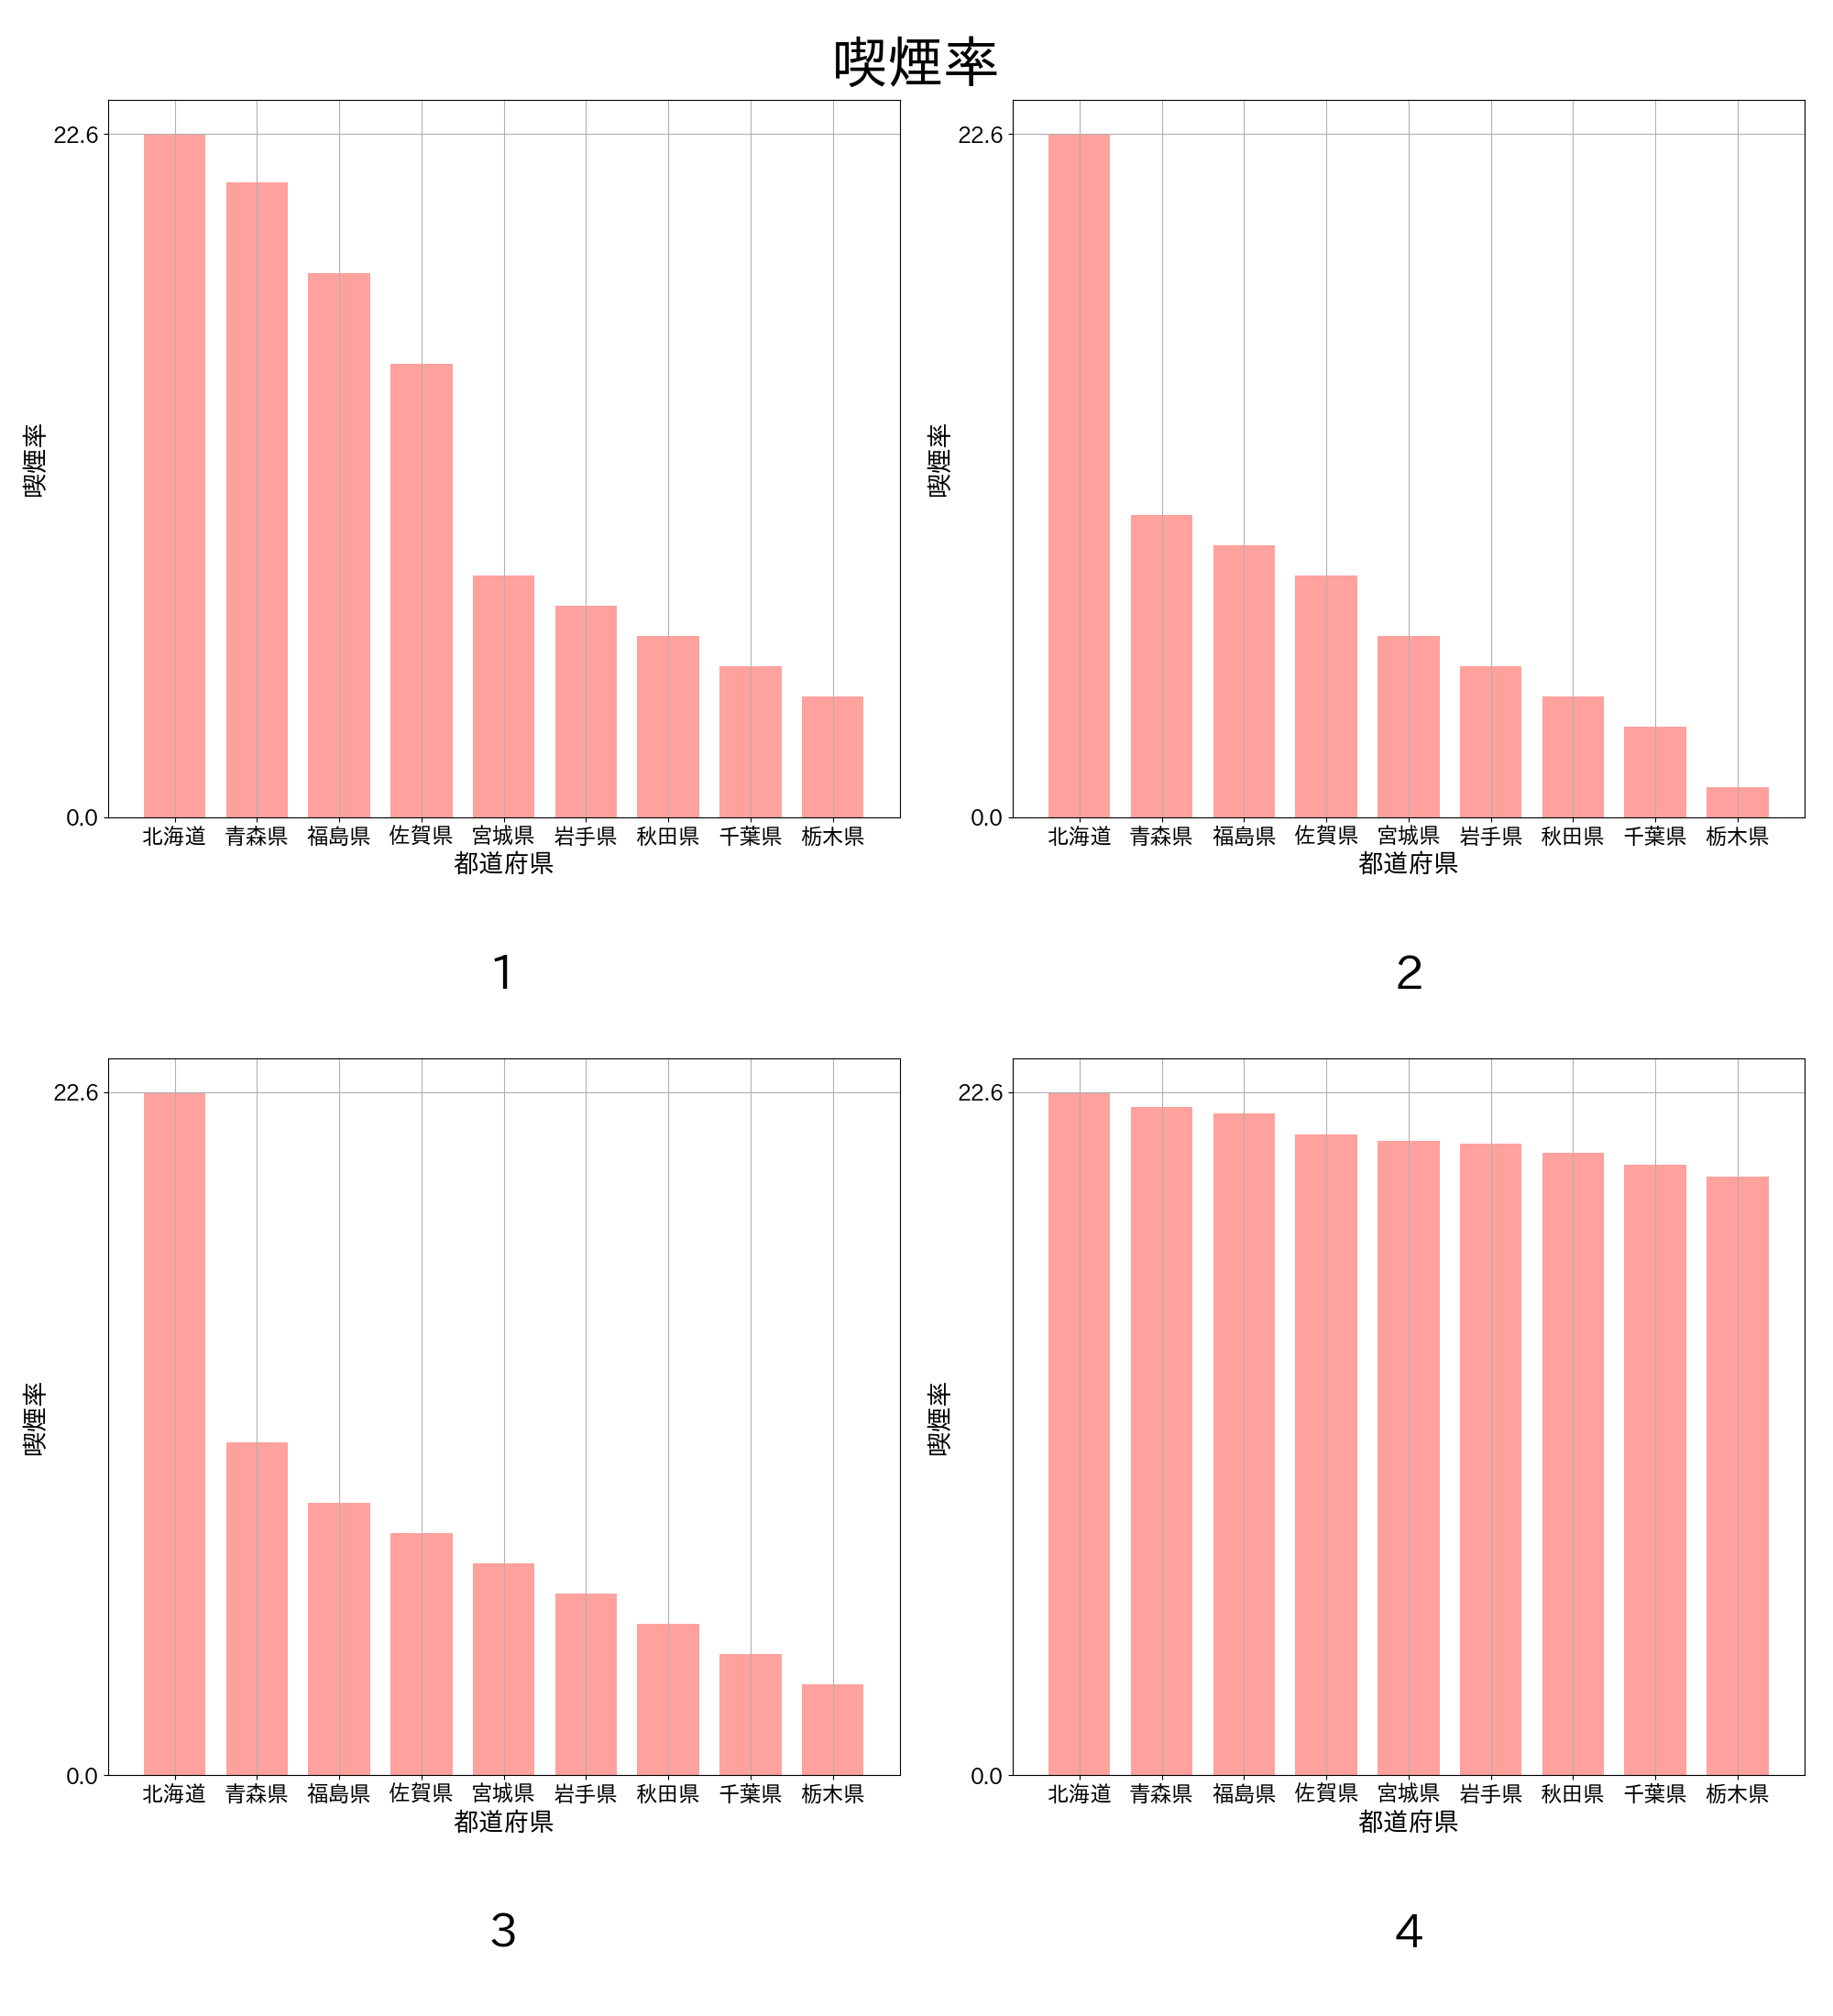 喫煙率
22.6
0.0
喫煙率
北海道 青森県 福島県 佐賀県 宮城県 岩手県 秋田県 千葉県 栃木県
都道府県
1
22.6
0.0
喫煙率
北海道 青森県 福島県 佐賀県 宮城県 岩手県 秋田県 千葉県 栃木県
都道府県
2
22.6
0.0
喫煙率
北海道 青森県 福島県 佐賀県 宮城県 岩手県 秋田県 千葉県 栃木県
都道府県
3
22.6
0.0
喫煙率
北海道 青森県 福島県 佐賀県 宮城県 岩手県 秋田県 千葉県 栃木県
都道府県
4